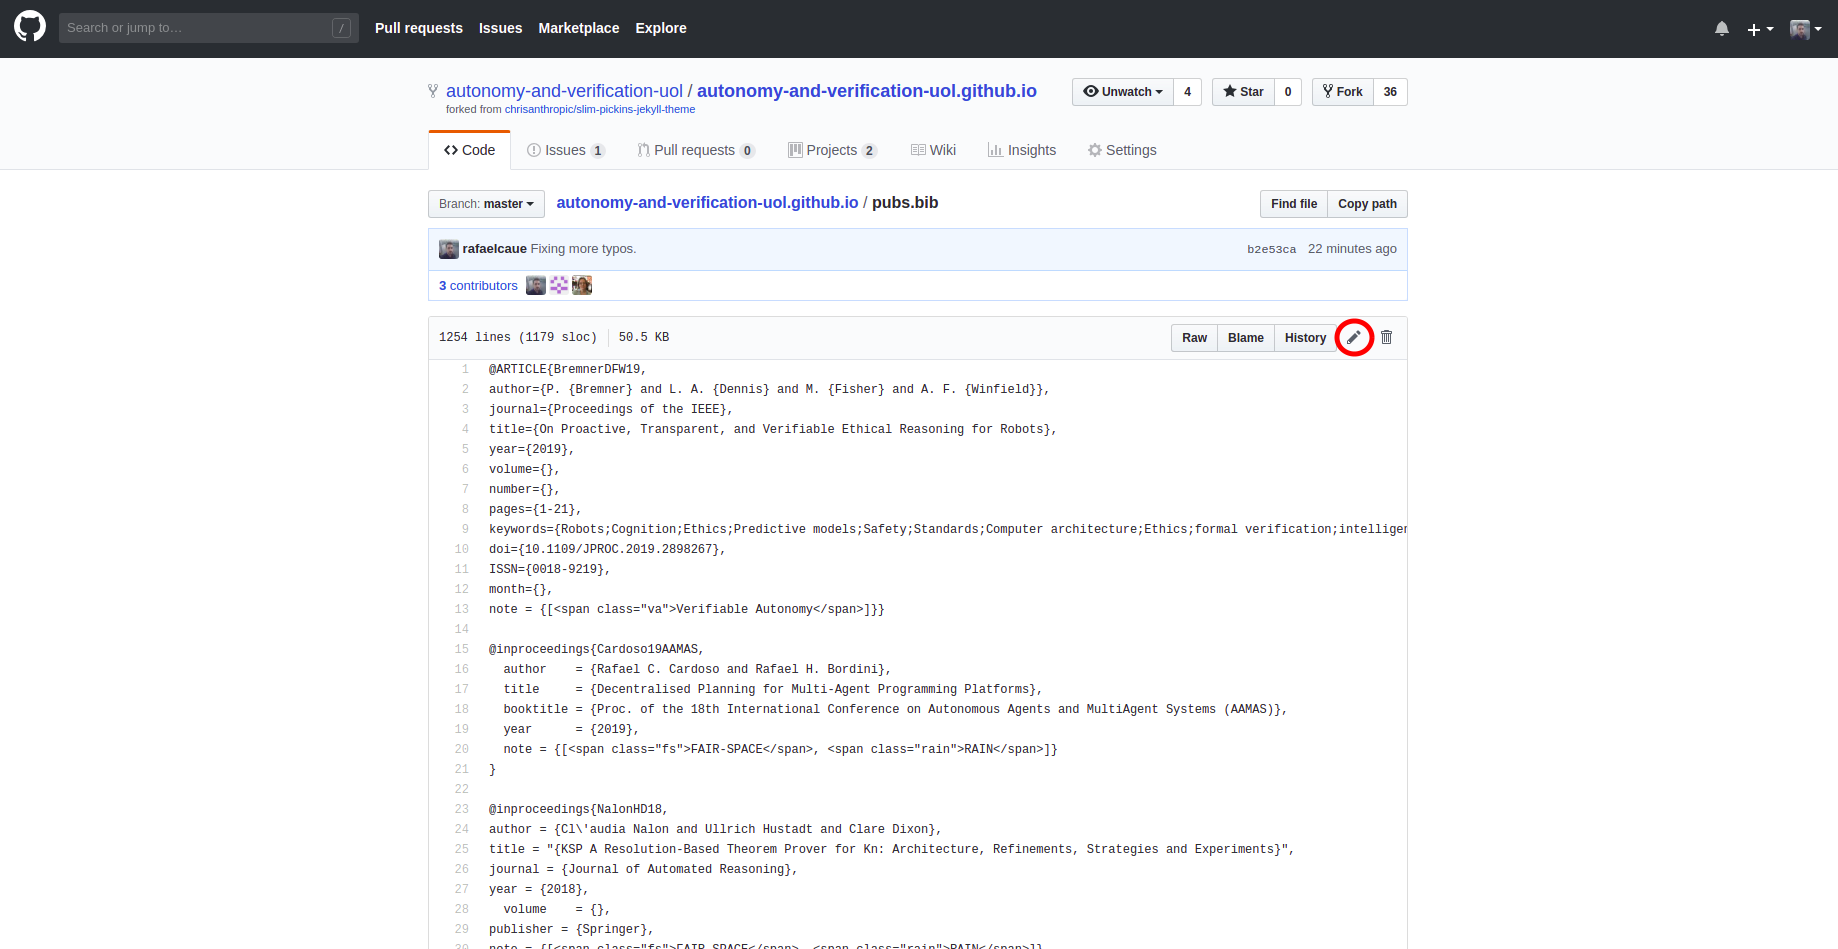 Search or jump to… /
Pull requests Issues Marketplace Explore
autonomy-and-verification-uol / autonomy-and-verification-uol.github.io
forked from chrisanthropic/slim-pickins-jekyll-theme
Unwatch 4 Star 0 Fork 36
Code Issues 1 Pull requests 0 Projects 2 Wiki Insights Settings
Branch: master autonomy-and-verification-uol.github.io / pubs.bib Find file Copy path
rafaelcaue Fixing more typos. b2e53ca 22 minutes ago
3 contributors
1254 lines (1179 sloc) 50.5 KB Raw Blame History
1 @ARTICLE{BremnerDFW19,
2 author={P. {Bremner} and L. A. {Dennis} and M. {Fisher} and A. F. {Winfield}},
3 journal={Proceedings of the IEEE},
4 title={On Proactive, Transparent, and Verifiable Ethical Reasoning for Robots},
5 year={2019},
6 volume={},
7 number={},
8 pages={1-21},
9 keywords={Robots;Cognition;Ethics;Predictive models;Safety;Standards;Computer architecture;Ethics;formal verification;intelligen
10 doi={10.1109/JPROC.2019.2898267},
11 ISSN={0018-9219},
12 month={},
13 note = {[<span class="va">Verifiable Autonomy</span>]}}
14
15 @inproceedings{Cardoso19AAMAS,
16 author    = {Rafael C. Cardoso and Rafael H. Bordini},
17 title     = {Decentralised Planning for Multi-Agent Programming Platforms},
18 booktitle = {Proc. of the 18th International Conference on Autonomous Agents and MultiAgent Systems (AAMAS)},
19 year      = {2019},
20 note = {[<span class="fs">FAIR-SPACE</span>, <span class="rain">RAIN</span>]}
21 }
22
23 @inproceedings{NalonHD18,
24 author = {Cl\'audia Nalon and Ullrich Hustadt and Clare Dixon},
25 title = "{KSP A Resolution-Based Theorem Prover for Kn: Architecture, Refinements, Strategies and Experiments}",
26 journal = {Journal of Automated Reasoning},
27 year = {2018},
28 volume    = {},
29 publisher = {Springer},
30 note = {[<span class="fs">FAIR-SPACE</span>, <span class="rain">RAIN</span>]}